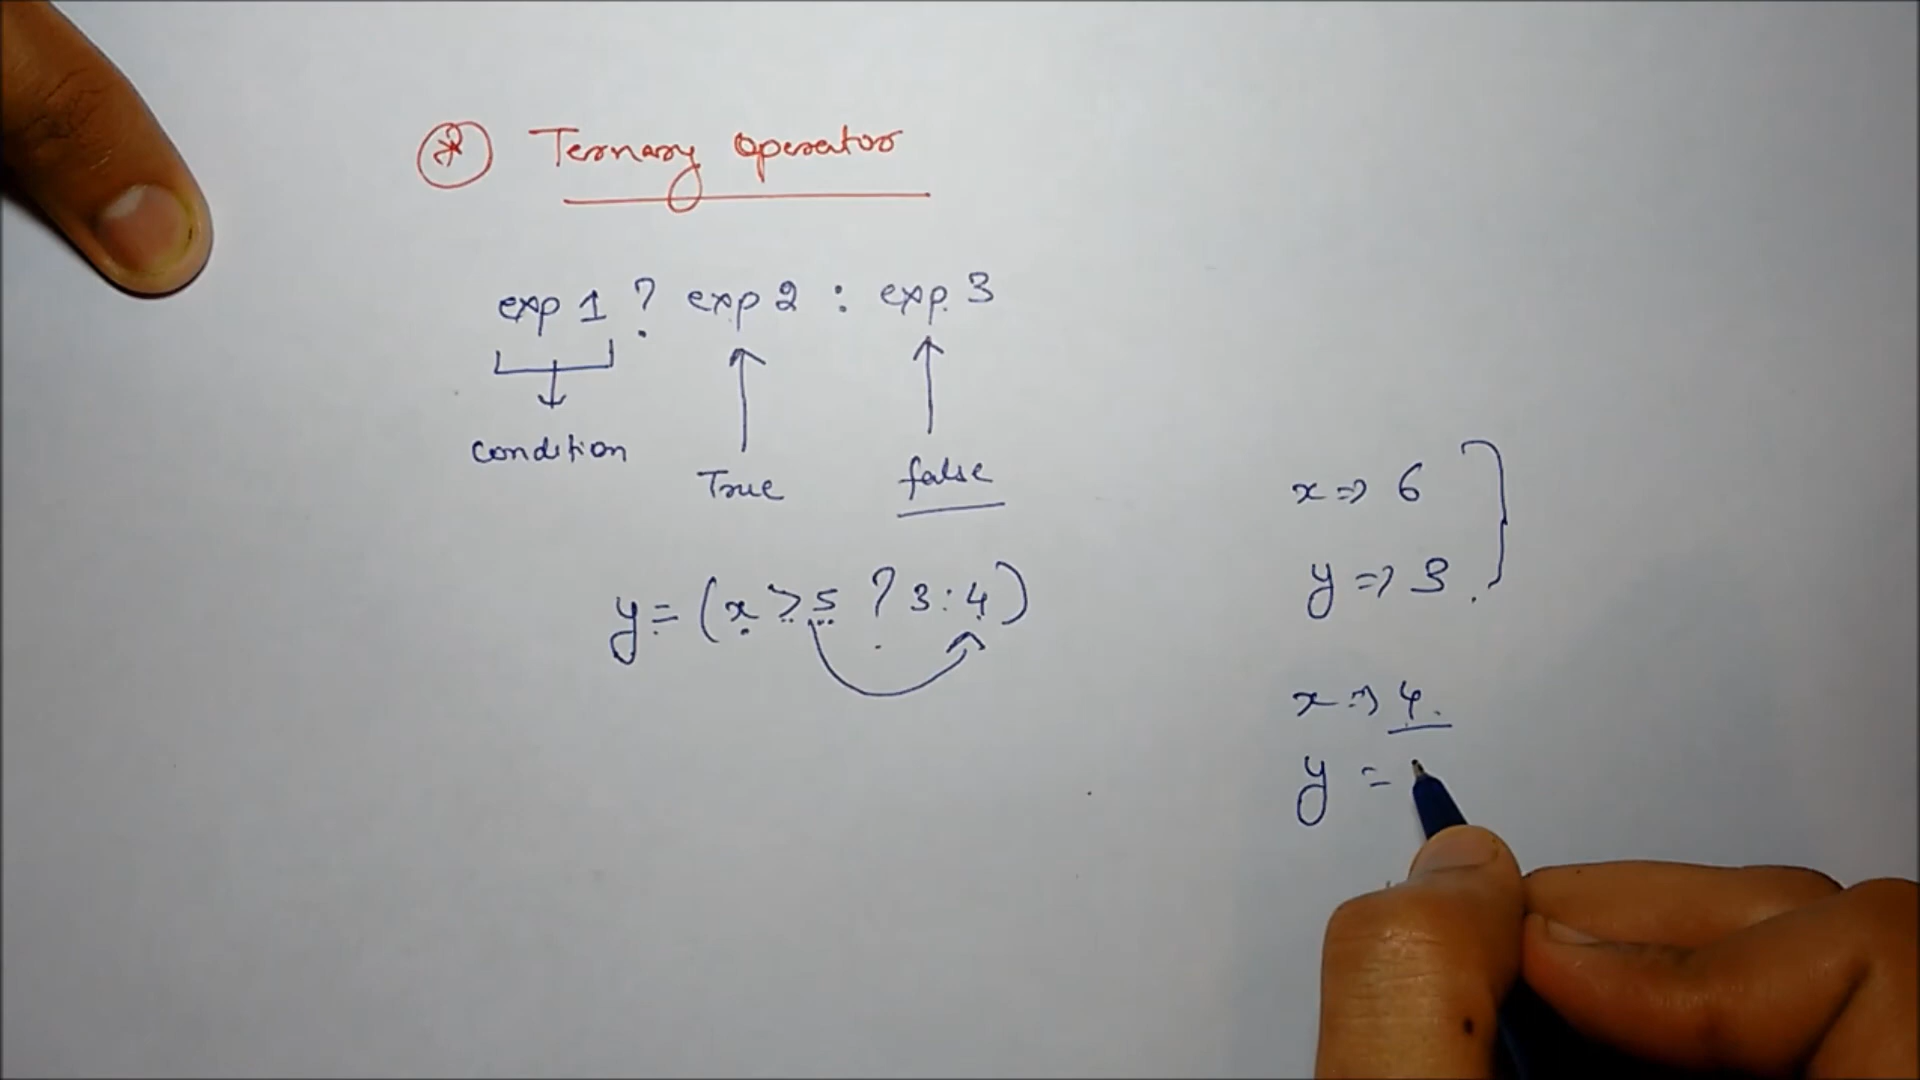 * Ternary operator
exp 1 ? exp 2 : exp 3
condition
True
false
y = (x > 5 ? 3 : 4)
x => 6
y => 3
x => 4
y =